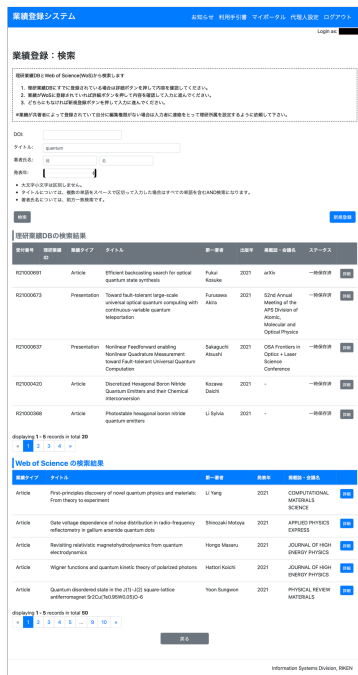 業績登録システム
お知らせ 利用手引書 マイポータル 代理人設定 ログアウト
Login as:
業績登録：検索
理研業績DBとWeb of Science(WoS)から検索します
1. 理研業績DBにすでに登録されている場合は詳細ボタンを押して内容を確認してください。
2. 業績がWoSに登録されていれば詳細ボタンを押して内容を確認して入力に進んでください。
3. どちらにもなければ新規登録ボタンを押して入力に進んでください。
※業績が共著者によって登録されていて自分に編集権限がない場合は入力者に連絡をとって理研所属を設定するように依頼して下さい。
DOI:
タイトル: quantum
著者氏名: 姓 名
発表年:
大文字小文字は区別しません。
タイトルについては、複数の単語をスペースで区切って入力した場合はすべての単語を含むAND検索になります。
著者氏名については、前方一致検索です。
検索 新規登録
理研業績DBの検索結果
受付番号 理研業績ID 業績タイプ タイトル 第一著者 出版年 掲載誌・会議名 ステータス
R21000691 Article Efficient backcasting search for optical quantum state synthesis Fukui Kosuke 2021 arXiv 一時保存済 詳細
R21000673 Presentation Toward fault-tolerant large-scale universal optical quantum computing with continuous-variable quantum teleportation Furusawa Akira 2021 52nd Annual Meeting of the APS Division of Atomic, Molecular and Optical Physics 一時保存済 詳細
R21000637 Presentation Nonlinear Feedforward enabling Nonlinear Quadrature Measurement toward Fault-Tolerant Universal Quantum Computation Sakaguchi Atsushi 2021 OSA Frontiers in Optics + Laser Science Conference 一時保存済 詳細
R21000420 Article Discretized Hexagonal Boron Nitride Quantum Emitters and their Chemical Interconversion Kozawa Daichi 2021 - 一時保存済 詳細
R21000368 Article Photostable hexagonal boron nitride quantum emitters Li Sylvia 2021 - 一時保存済 詳細
displaying 1 - 5 records in total 20
« 1 2 3 4 »
Web of Science の検索結果
業績タイプ タイトル 第一著者 発表年 掲載誌・会議名
Article First-principles discovery of novel quantum physics and materials: From theory to experiment Li Yang 2021 COMPUTATIONAL MATERIALS SCIENCE 詳細
Article Gate voltage dependence of noise distribution in radio-frequency reflectometry in gallium arsenide quantum dots Shinozaki Motoya 2021 APPLIED PHYSICS EXPRESS 詳細
Article Revisiting relativistic magnetohydrodynamics from quantum electrodynamics Hongo Masaru 2021 JOURNAL OF HIGH ENERGY PHYSICS 詳細
Article Wigner functions and quantum kinetic theory of polarized photons Hattori Koichi 2021 JOURNAL OF HIGH ENERGY PHYSICS 詳細
Article Quantum disordered state in the J(1)-J(2) square-lattice antiferromagnet Sr2Cu(Te0.95W0.05)O-6 Yoon Sungwon 2021 PHYSICAL REVIEW MATERIALS 詳細
displaying 1 - 5 records in total 50
« 1 2 3 4 5 ... 9 10 »
戻る
Information Systems Division, RIKEN